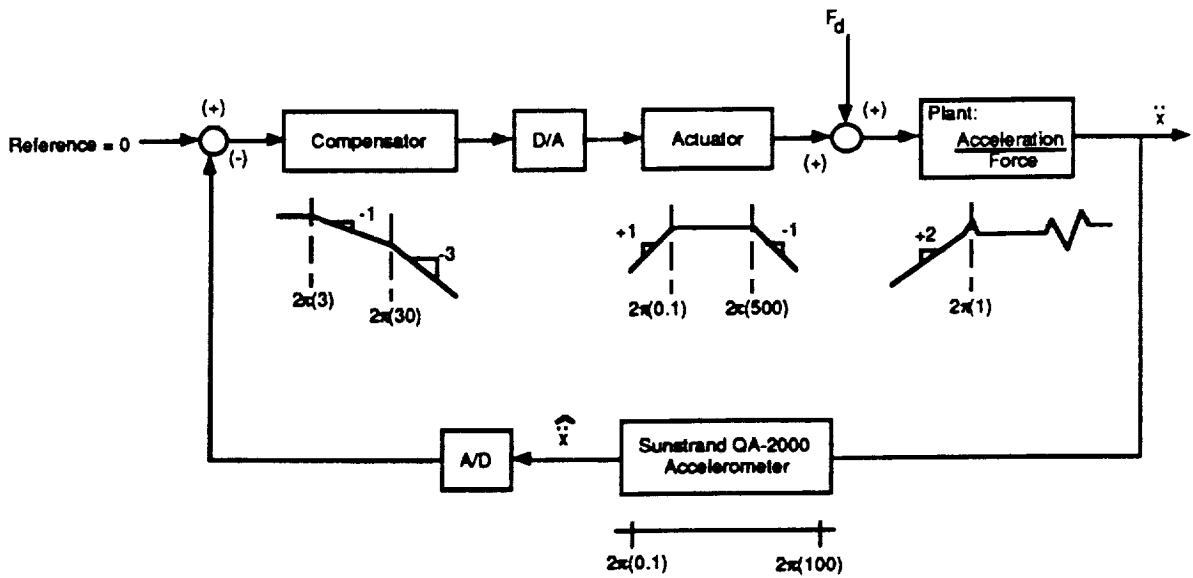 F_d
(+)
(+)
Plant:
ẍ
Reference = 0
Compensator
D/A
Actuator
Acceleration
Force
(-)
(+)
-1
-3
+1
-1
+2
2π(3)
2π(30)
2π(0.1)
2π(500)
2π(1)
A/D
ẍ̂
Sunstrand QA-2000
Accelerometer
2π(0.1)
2π(100)